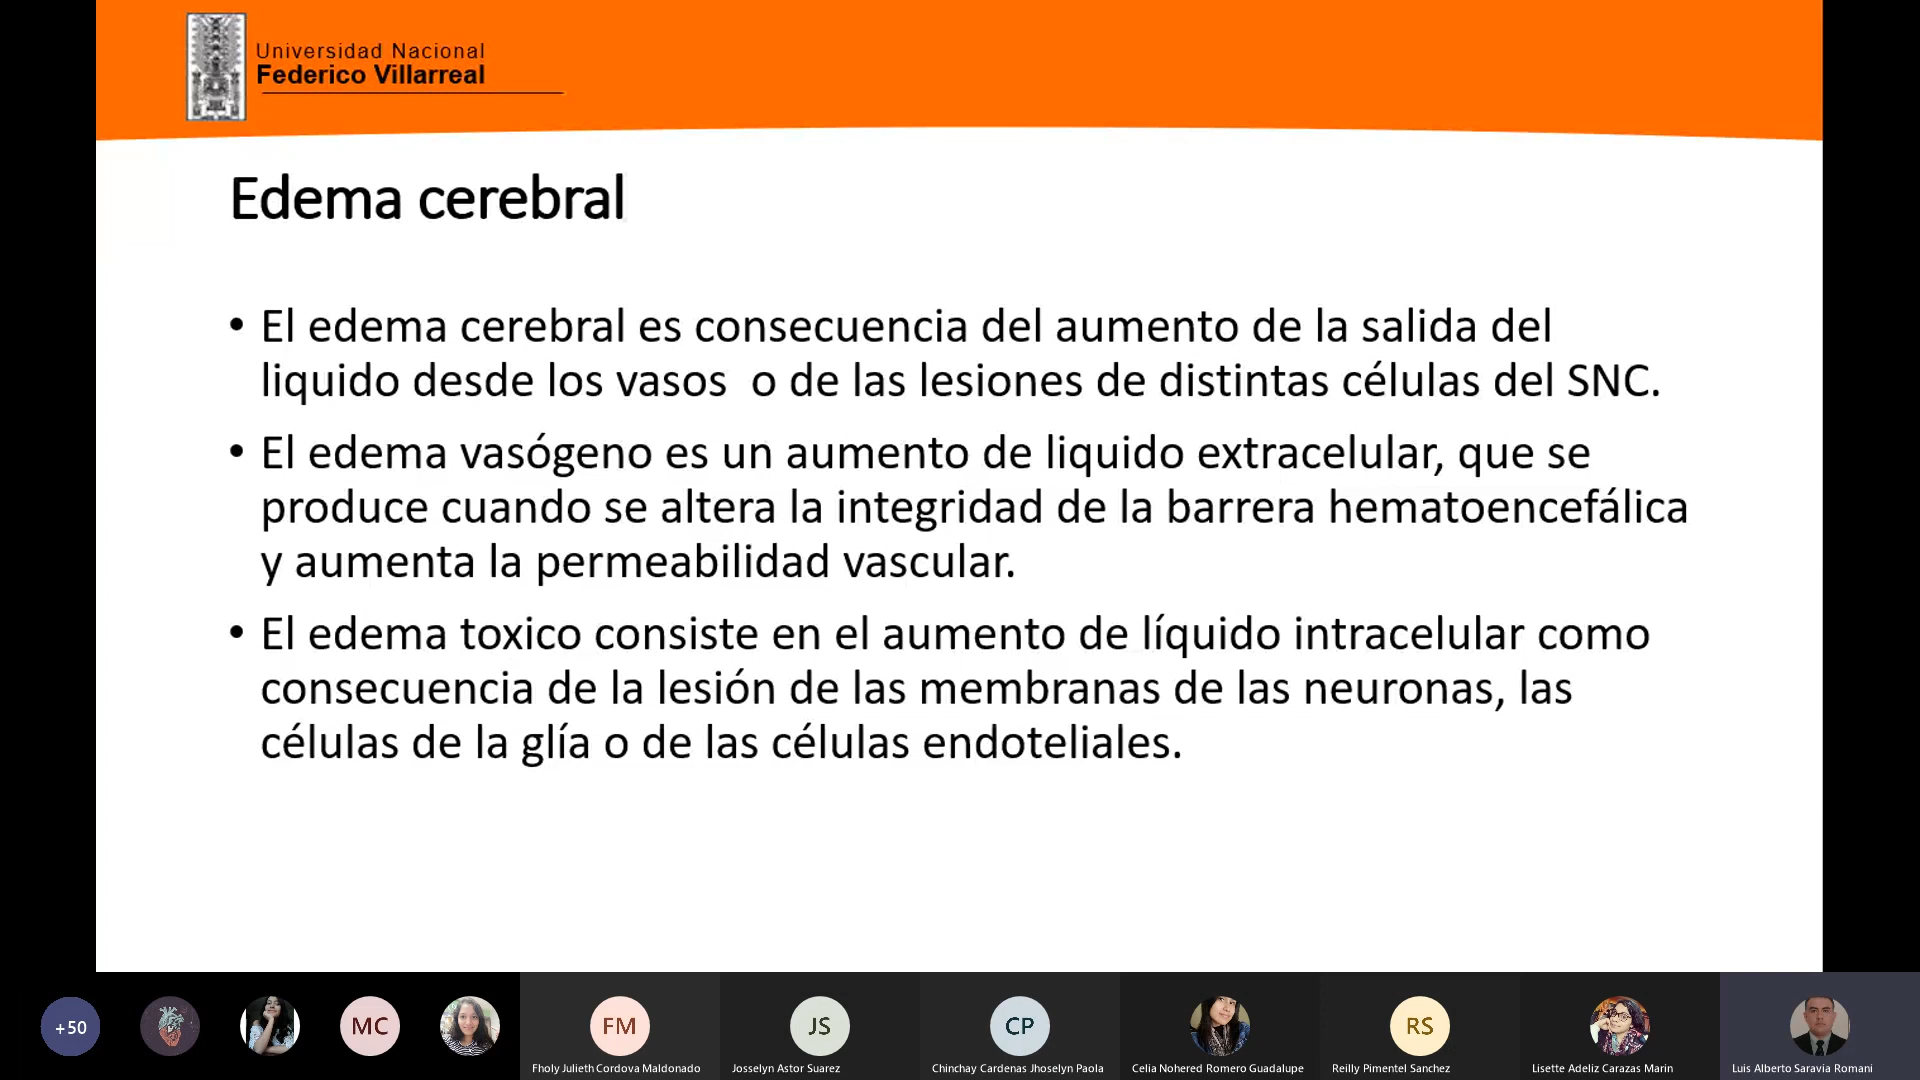 Universidad Nacional
Federico Villarreal
Edema cerebral
• El edema cerebral es consecuencia del aumento de la salida del
liquido desde los vasos  o de las lesiones de distintas células del SNC.
• El edema vasógeno es un aumento de liquido extracelular, que se
produce cuando se altera la integridad de la barrera hematoencefálica
y aumenta la permeabilidad vascular.
• El edema toxico consiste en el aumento de líquido intracelular como
consecuencia de la lesión de las membranas de las neuronas, las
células de la glía o de las células endoteliales.
+50
MC
FM
JS
CP
RS
Fholy Julieth Cordova Maldonado
Josselyn Astor Suarez
Chinchay Cardenas Jhoselyn Paola
Celia Nohered Romero Guadalupe
Reilly Pimentel Sanchez
Lisette Adeliz Carazas Marin
Luis Alberto Saravia Romani